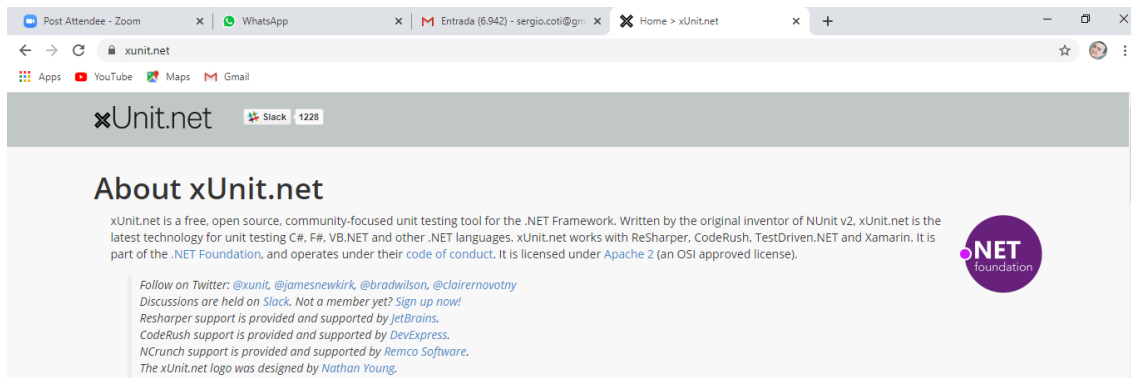 Post Attendee - Zoom
WhatsApp
Entrada (6.942) - sergio.coti@gm
Home > xUnit.net
xunit.net
Apps YouTube Maps Gmail
xUnit.net Slack 1228
About xUnit.net
xUnit.net is a free, open source, community-focused unit testing tool for the .NET Framework. Written by the original inventor of NUnit v2, xUnit.net is the
latest technology for unit testing C#, F#, VB.NET and other .NET languages. xUnit.net works with ReSharper, CodeRush, TestDriven.NET and Xamarin. It is
part of the .NET Foundation, and operates under their code of conduct. It is licensed under Apache 2 (an OSI approved license).
.NET
foundation
Follow on Twitter: @xunit, @jamesnewkirk, @bradwilson, @clairernovotny
Discussions are held on Slack. Not a member yet? Sign up now!
Resharper support is provided and supported by JetBrains.
CodeRush support is provided and supported by DevExpress.
NCrunch support is provided and supported by Remco Software.
The xUnit.net logo was designed by Nathan Young.